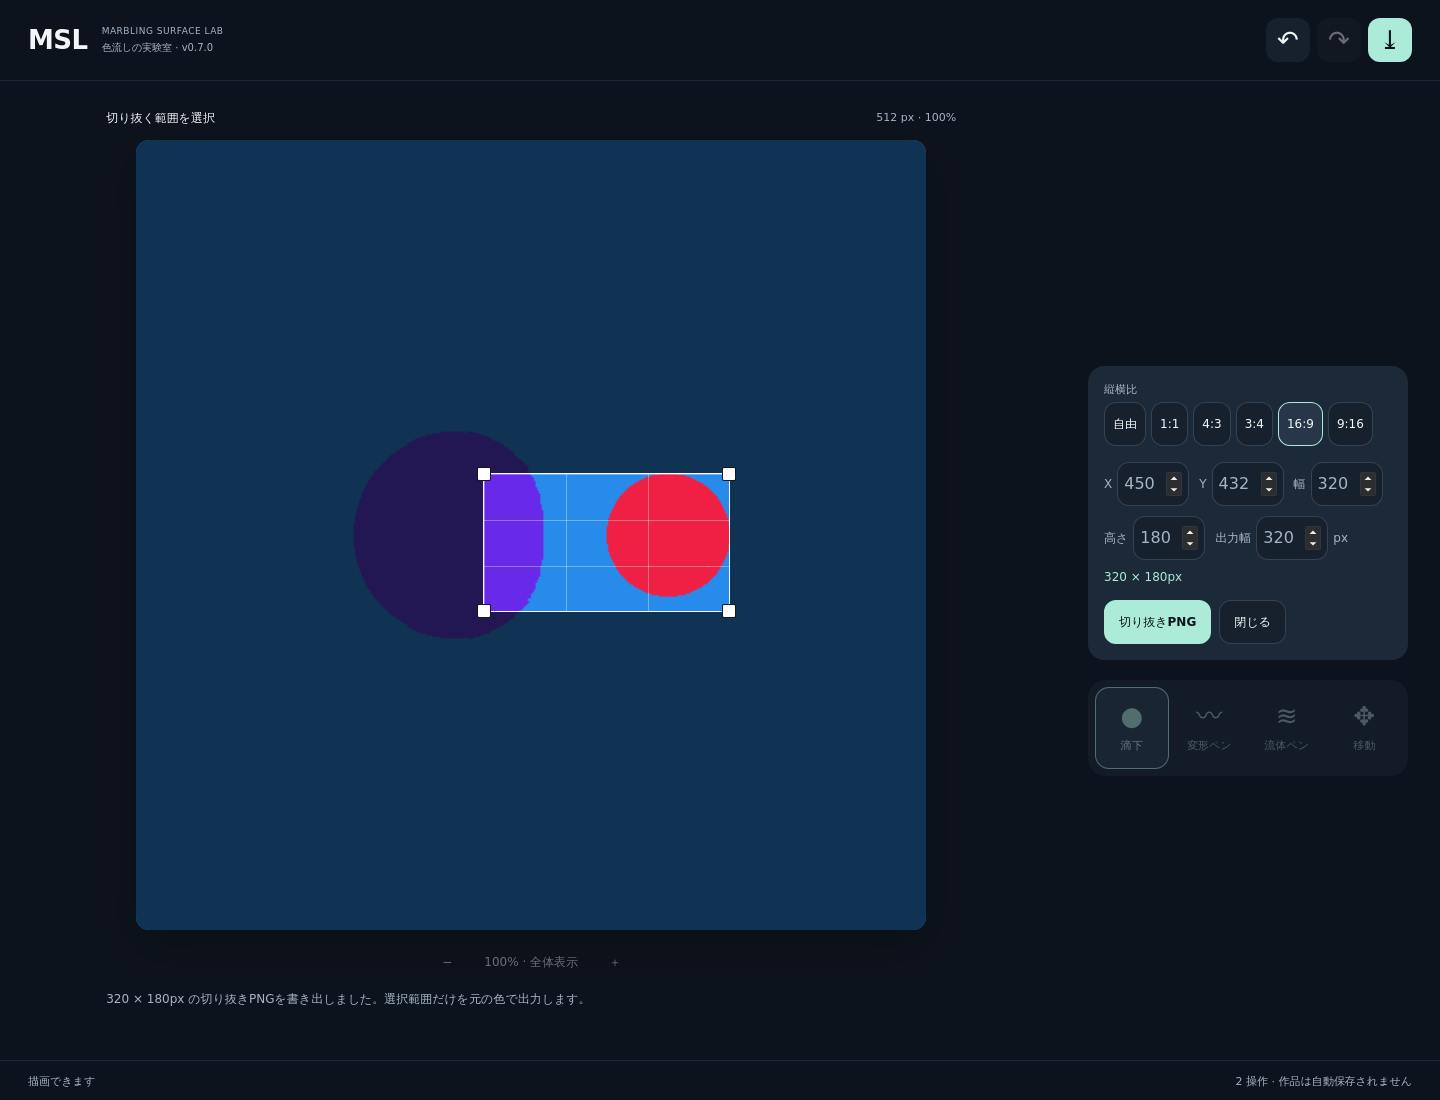 MSL
MARBLING SURFACE LAB
色流しの実験室 · v0.7.0
切り抜く範囲を選択
512 px · 100%
縦横比
自由 1:1 4:3 3:4 16:9 9:16
X 450 Y 432 幅 320
高さ 180 出力幅 320 px
320 × 180px
切り抜きPNG 閉じる
滴下 変形ペン 流体ペン 移動
− 100% · 全体表示 +
320 × 180px の切り抜きPNGを書き出しました。選択範囲だけを元の色で出力します。
描画できます
2 操作 · 作品は自動保存されません